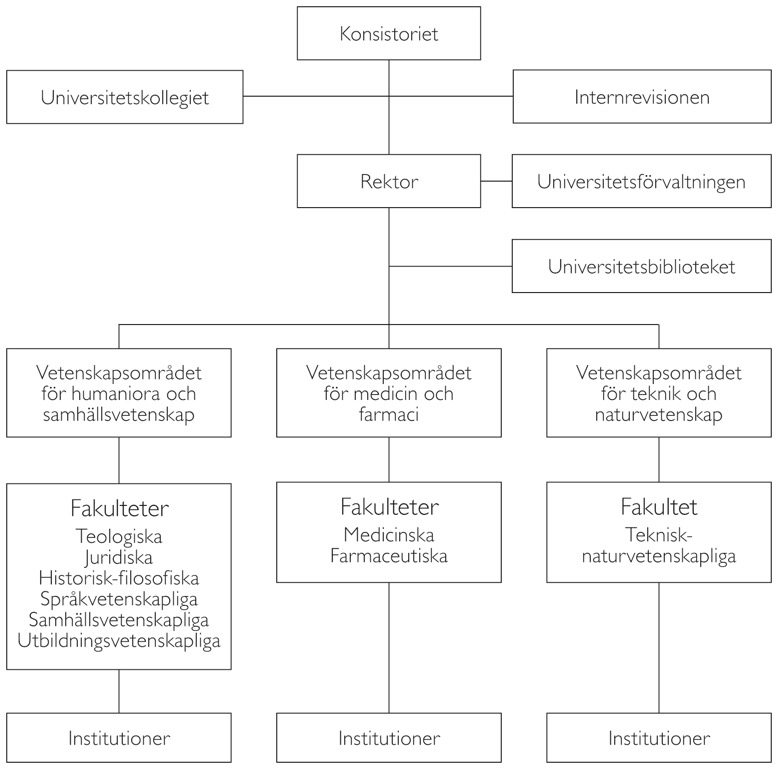 Konsistoriet
Universitetskollegiet
Internrevisionen
Rektor
Universitetsförvaltningen
Universitetsbiblioteket
Vetenskapsområdet
för humaniora och
samhällsvetenskap
Vetenskapsområdet
för medicin och
farmaci
Vetenskapsområdet
för teknik och
naturvetenskap
Fakulteter
Teologiska
Juridiska
Historisk-filosofiska
Språkvetenskapliga
Samhällsvetenskapliga
Utbildningsvetenskapliga
Fakulteter
Medicinska
Farmaceutiska
Fakultet
Teknisk-
naturvetenskapliga
Institutioner
Institutioner
Institutioner